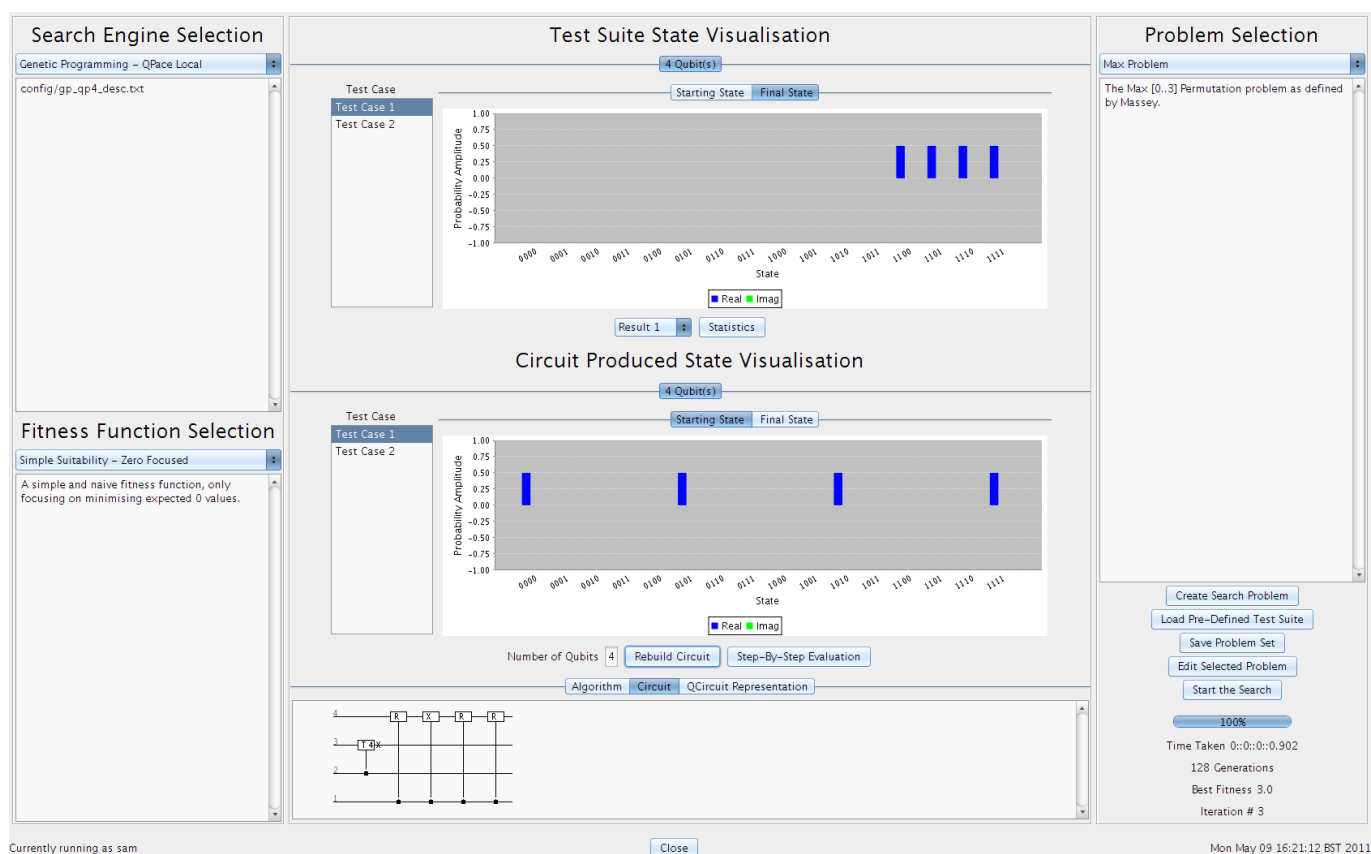 Search Engine Selection
Genetic Programming – QPace Local
config/gp_qp4_desc.txt
Fitness Function Selection
Simple Suitability – Zero Focused
A simple and naive fitness function, only
focusing on minimising expected 0 values.
Test Suite State Visualisation
4 Qubit(s)
Test Case
Test Case 1
Test Case 2
Starting State Final State
Probability Amplitude
1.00
0.75
0.50
0.25
0.00
-0.25
-0.50
-0.75
-1.00
0000 0001 0010 0011 0100 0101 0110 0111 1000 1001 1010 1011 1100 1101 1110 1111
State
Real Imag
Result 1 Statistics
Circuit Produced State Visualisation
4 Qubit(s)
Test Case
Test Case 1
Test Case 2
Starting State Final State
Probability Amplitude
1.00
0.75
0.50
0.25
0.00
-0.25
-0.50
-0.75
-1.00
0000 0001 0010 0011 0100 0101 0110 0111 1000 1001 1010 1011 1100 1101 1110 1111
State
Real Imag
Number of Qubits 4 Rebuild Circuit Step-By-Step Evaluation
Algorithm Circuit QCircuit Representation
4 R X R R
3 T 4 X
2
1
Problem Selection
Max Problem
The Max [0..3] Permutation problem as defined
by Massey.
Create Search Problem
Load Pre-Defined Test Suite
Save Problem Set
Edit Selected Problem
Start the Search
100%
Time Taken 0::0::0::0.902
128 Generations
Best Fitness 3.0
Iteration # 3
Currently running as sam
Close
Mon May 09 16:21:12 BST 2011